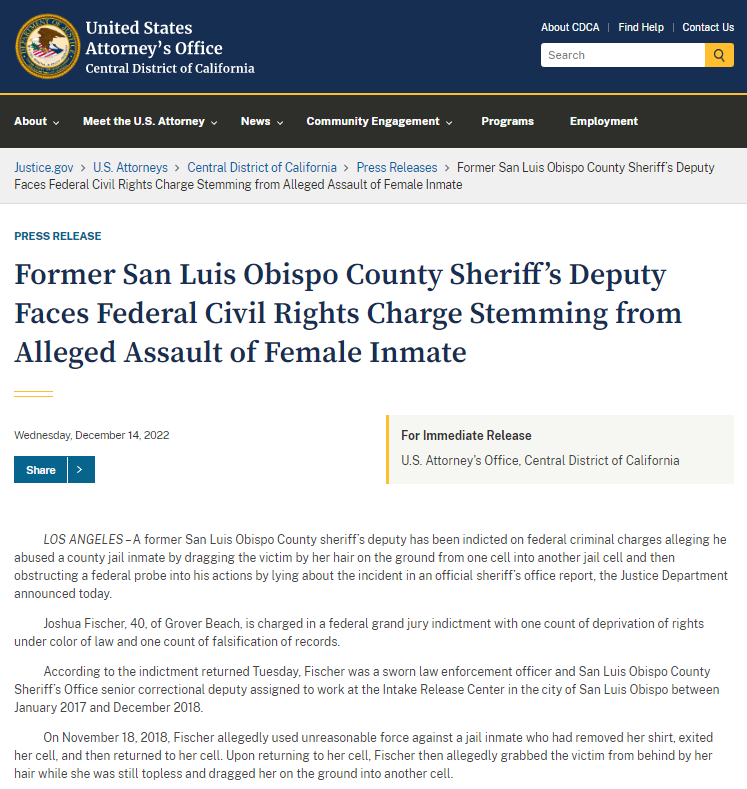 United States
Attorney's Office
Central District of California
About CDCA | Find Help | Contact Us
Search
About
Meet the U.S. Attorney
News
Community Engagement
Programs
Employment
Justice.gov > U.S. Attorneys > Central District of California > Press Releases > Former San Luis Obispo County Sheriff's Deputy
Faces Federal Civil Rights Charge Stemming from Alleged Assault of Female Inmate
PRESS RELEASE
Former San Luis Obispo County Sheriff's Deputy
Faces Federal Civil Rights Charge Stemming from
Alleged Assault of Female Inmate
Wednesday, December 14, 2022
Share >
For Immediate Release
U.S. Attorney's Office, Central District of California
LOS ANGELES – A former San Luis Obispo County sheriff's deputy has been indicted on federal criminal charges alleging he
abused a county jail inmate by dragging the victim by her hair on the ground from one cell into another jail cell and then
obstructing a federal probe into his actions by lying about the incident in an official sheriff's office report, the Justice Department
announced today.
Joshua Fischer, 40, of Grover Beach, is charged in a federal grand jury indictment with one count of deprivation of rights
under color of law and one count of falsification of records.
According to the indictment returned Tuesday, Fischer was a sworn law enforcement officer and San Luis Obispo County
Sheriff's Office senior correctional deputy assigned to work at the Intake Release Center in the city of San Luis Obispo between
January 2017 and December 2018.
On November 18, 2018, Fischer allegedly used unreasonable force against a jail inmate who had removed her shirt, exited
her cell, and then returned to her cell. Upon returning to her cell, Fischer then allegedly grabbed the victim from behind by her
hair while she was still topless and dragged her on the ground into another cell.